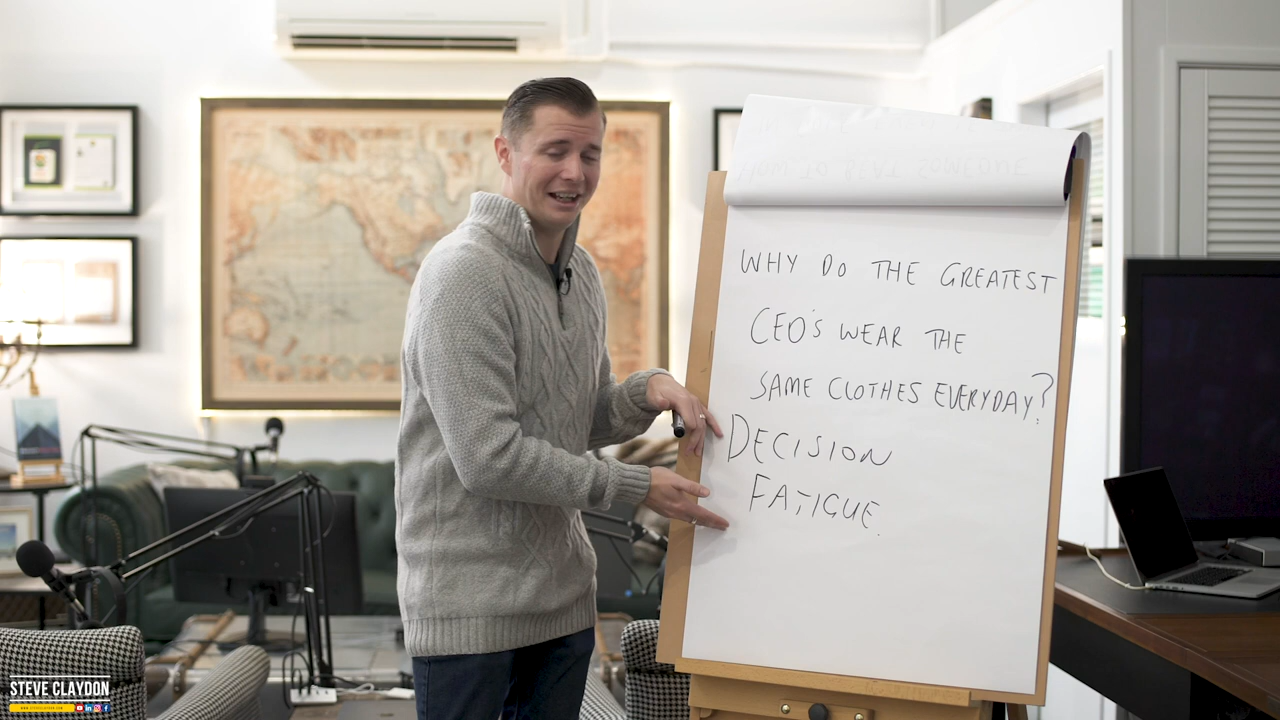 WHY DO THE GREATEST
CEO'S WEAR THE
SAME CLOTHES EVERYDAY?
DECISION
FATIGUE.
STEVE CLAYDON